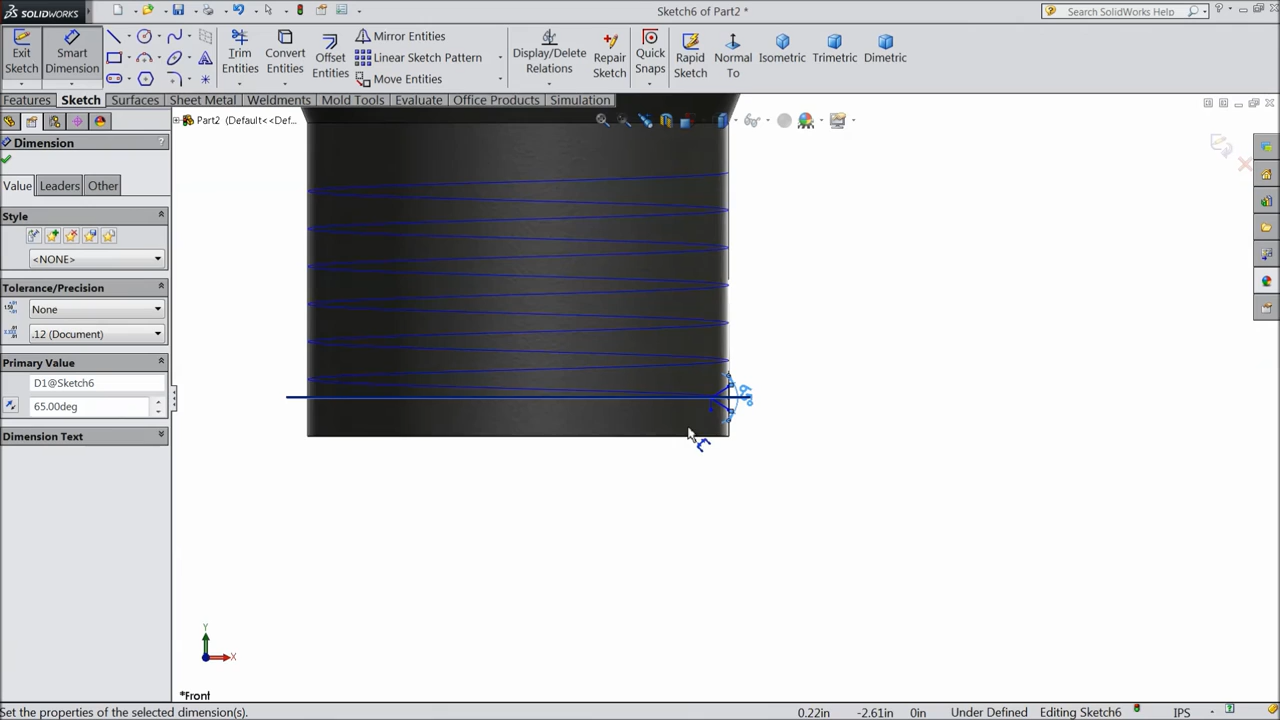 SOLIDWORKS
Sketch6 of Part2 *
Search SolidWorks Help
Exit Sketch
Smart Dimension
Trim Entities
Convert Entities
Offset Entities
Mirror Entities
Linear Sketch Pattern
Move Entities
Display/Delete Relations
Repair Sketch
Quick Snaps
Rapid Sketch
Normal To
Isometric
Trimetric
Dimetric
Features
Sketch
Surfaces
Sheet Metal
Weldments
Mold Tools
Evaluate
Office Products
Simulation
Part2 (Default<<Def...
Dimension
?
Value
Leaders
Other
Style
<NONE>
Tolerance/Precision
None
.12 (Document)
Primary Value
D1@Sketch6
65.00deg
Dimension Text
65°
Y
X
*Front
Set the properties of the selected dimension(s).
0.22in
-2.61in
0in
Under Defined
Editing Sketch6
IPS